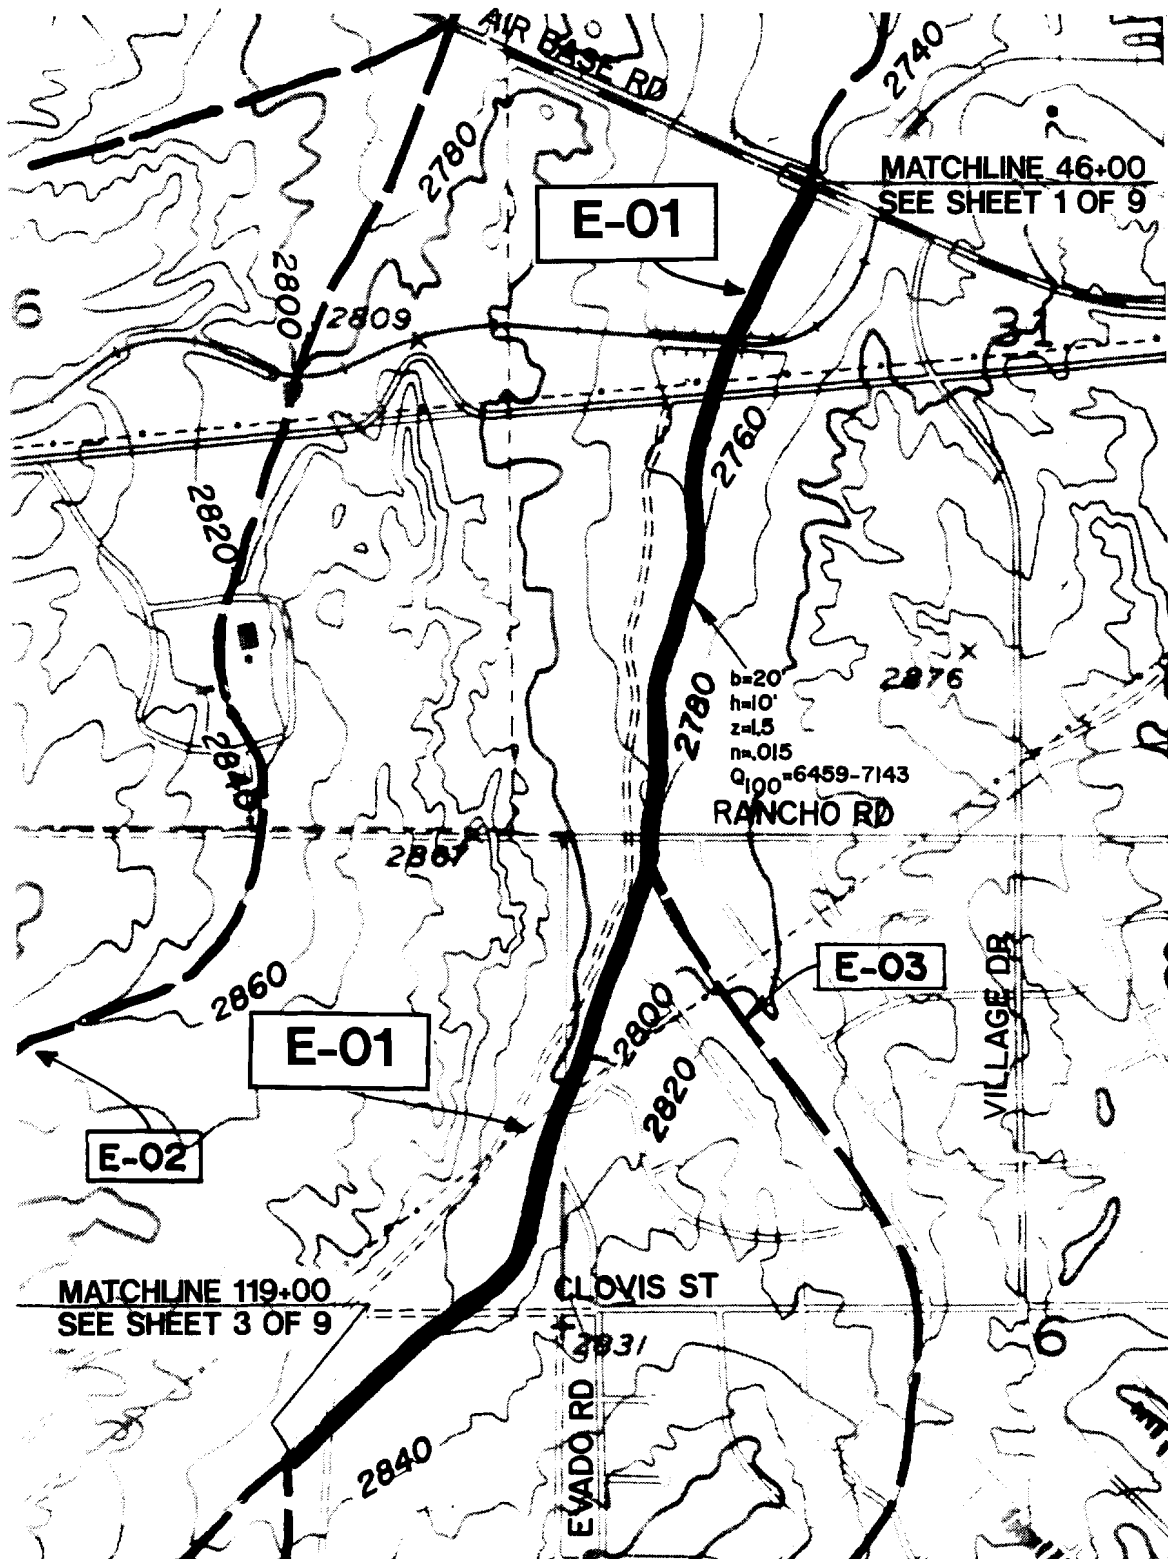 AIR BASE RD
2740
2780
MATCHLINE 46+00
SEE SHEET 1 OF 9
E-01
2800
6
2809
31
2760
2820
2780
b=20'
h=10'
z=1.5
n=.015
Q100=6459-7143
2876
2840
RANCHO RD
2867
E-03
2860
VILLAGE DR
2800
E-01
2820
E-02
MATCHLINE 119+00
SEE SHEET 3 OF 9
CLOVIS ST
2831
6
EVADO RD
2840